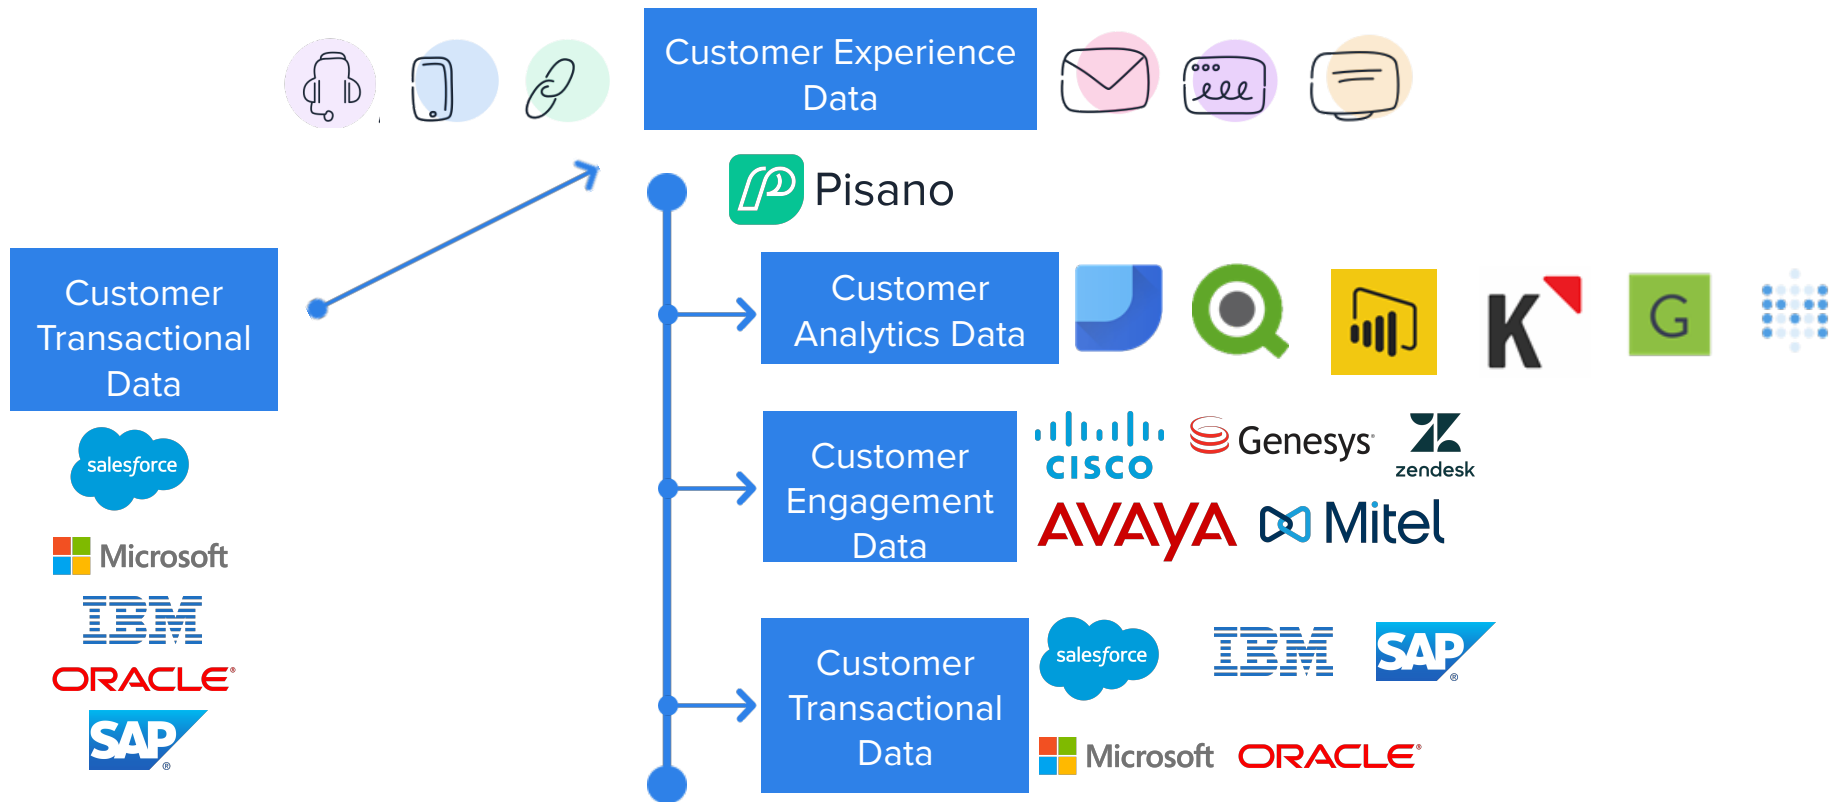 Customer Experience
Data
Pisano
Customer
Transactional
Data
salesforce
Microsoft
IBM
ORACLE®
SAP®
Customer
Analytics Data
K
G
Customer
Engagement
Data
CISCO
Genesys®
zendesk
AVAYA
Mitel
Customer
Transactional
Data
salesforce
IBM
SAP®
Microsoft
ORACLE®